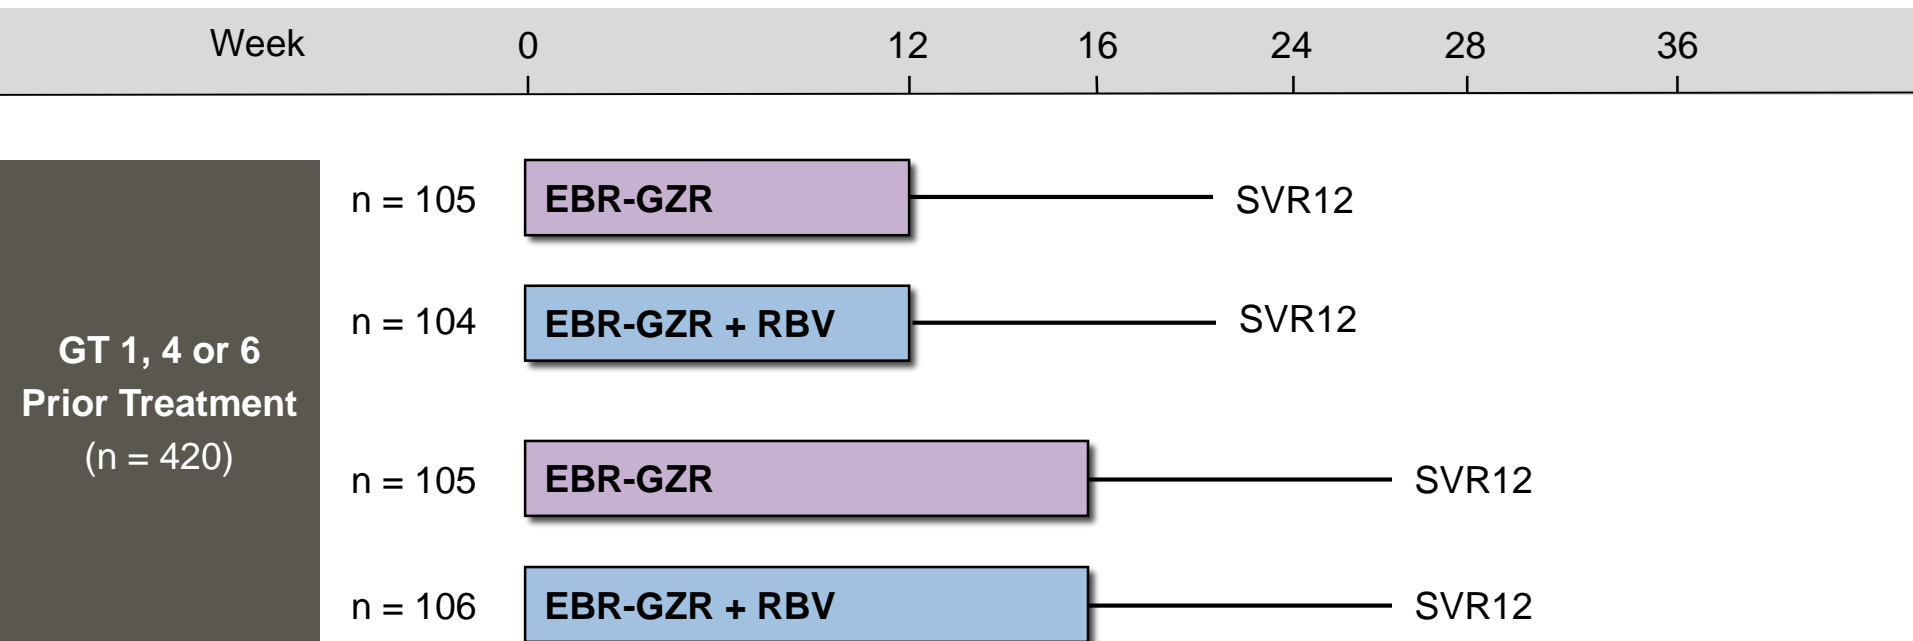 Week 0 12 16 24 28 36
n = 105 EBR-GZR SVR12
n = 104 EBR-GZR + RBV SVR12
GT 1, 4 or 6
Prior Treatment
(n = 420)
n = 105 EBR-GZR SVR12
n = 106 EBR-GZR + RBV SVR12